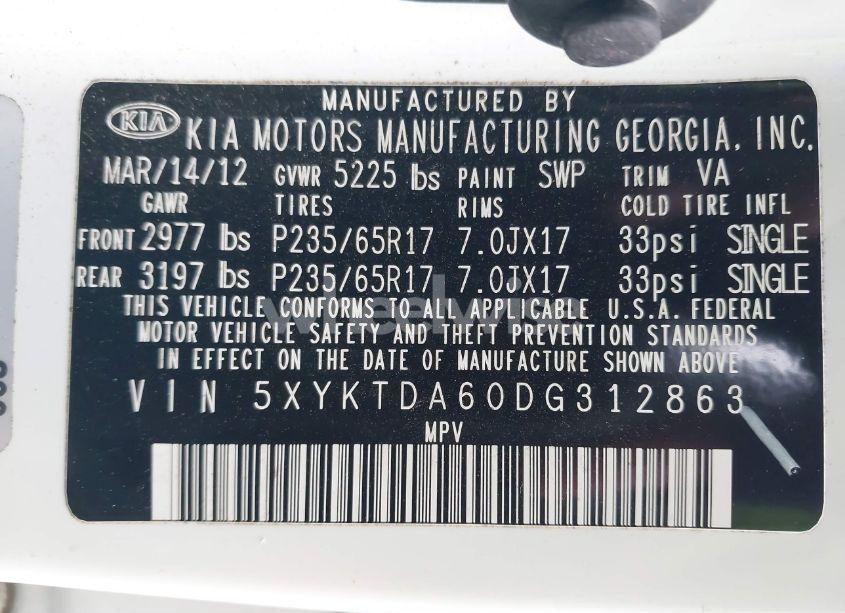 MANUFACTURED BY
KIA KIA MOTORS MANUFACTURING GEORGIA, INC.
MAR/14/12 GVWR 5225 lbs PAINT SWP TRIM VA
GAWR TIRES RIMS COLD TIRE INFL
FRONT 2977 lbs P235/65R17 7.0JX17 33psi SINGLE
REAR 3197 lbs P235/65R17 7.0JX17 33psi SINGLE
THIS VEHICLE CONFORMS TO ALL APPLICABLE U.S.A. FEDERAL
MOTOR VEHICLE SAFETY AND THEFT PREVENTION STANDARDS
IN EFFECT ON THE DATE OF MANUFACTURE SHOWN ABOVE
VIN 5XYKTDA60DG312863
MPV